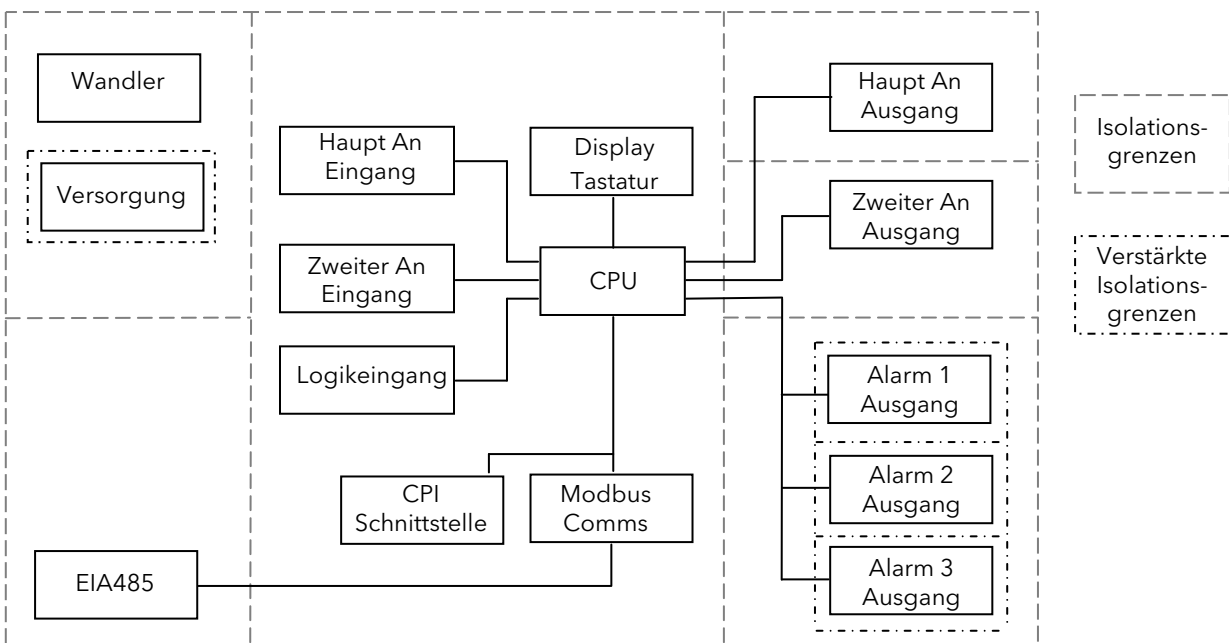 Wandler
Versorgung
EIA485
Haupt An
Eingang
Zweiter An
Eingang
Logikeingang
Display
Tastatur
CPU
CPI
Schnittstelle
Modbus
Comms
Haupt An
Ausgang
Zweiter An
Ausgang
Alarm 1
Ausgang
Alarm 2
Ausgang
Alarm 3
Ausgang
Isolations-
grenzen
Verstärkte
Isolations-
grenzen